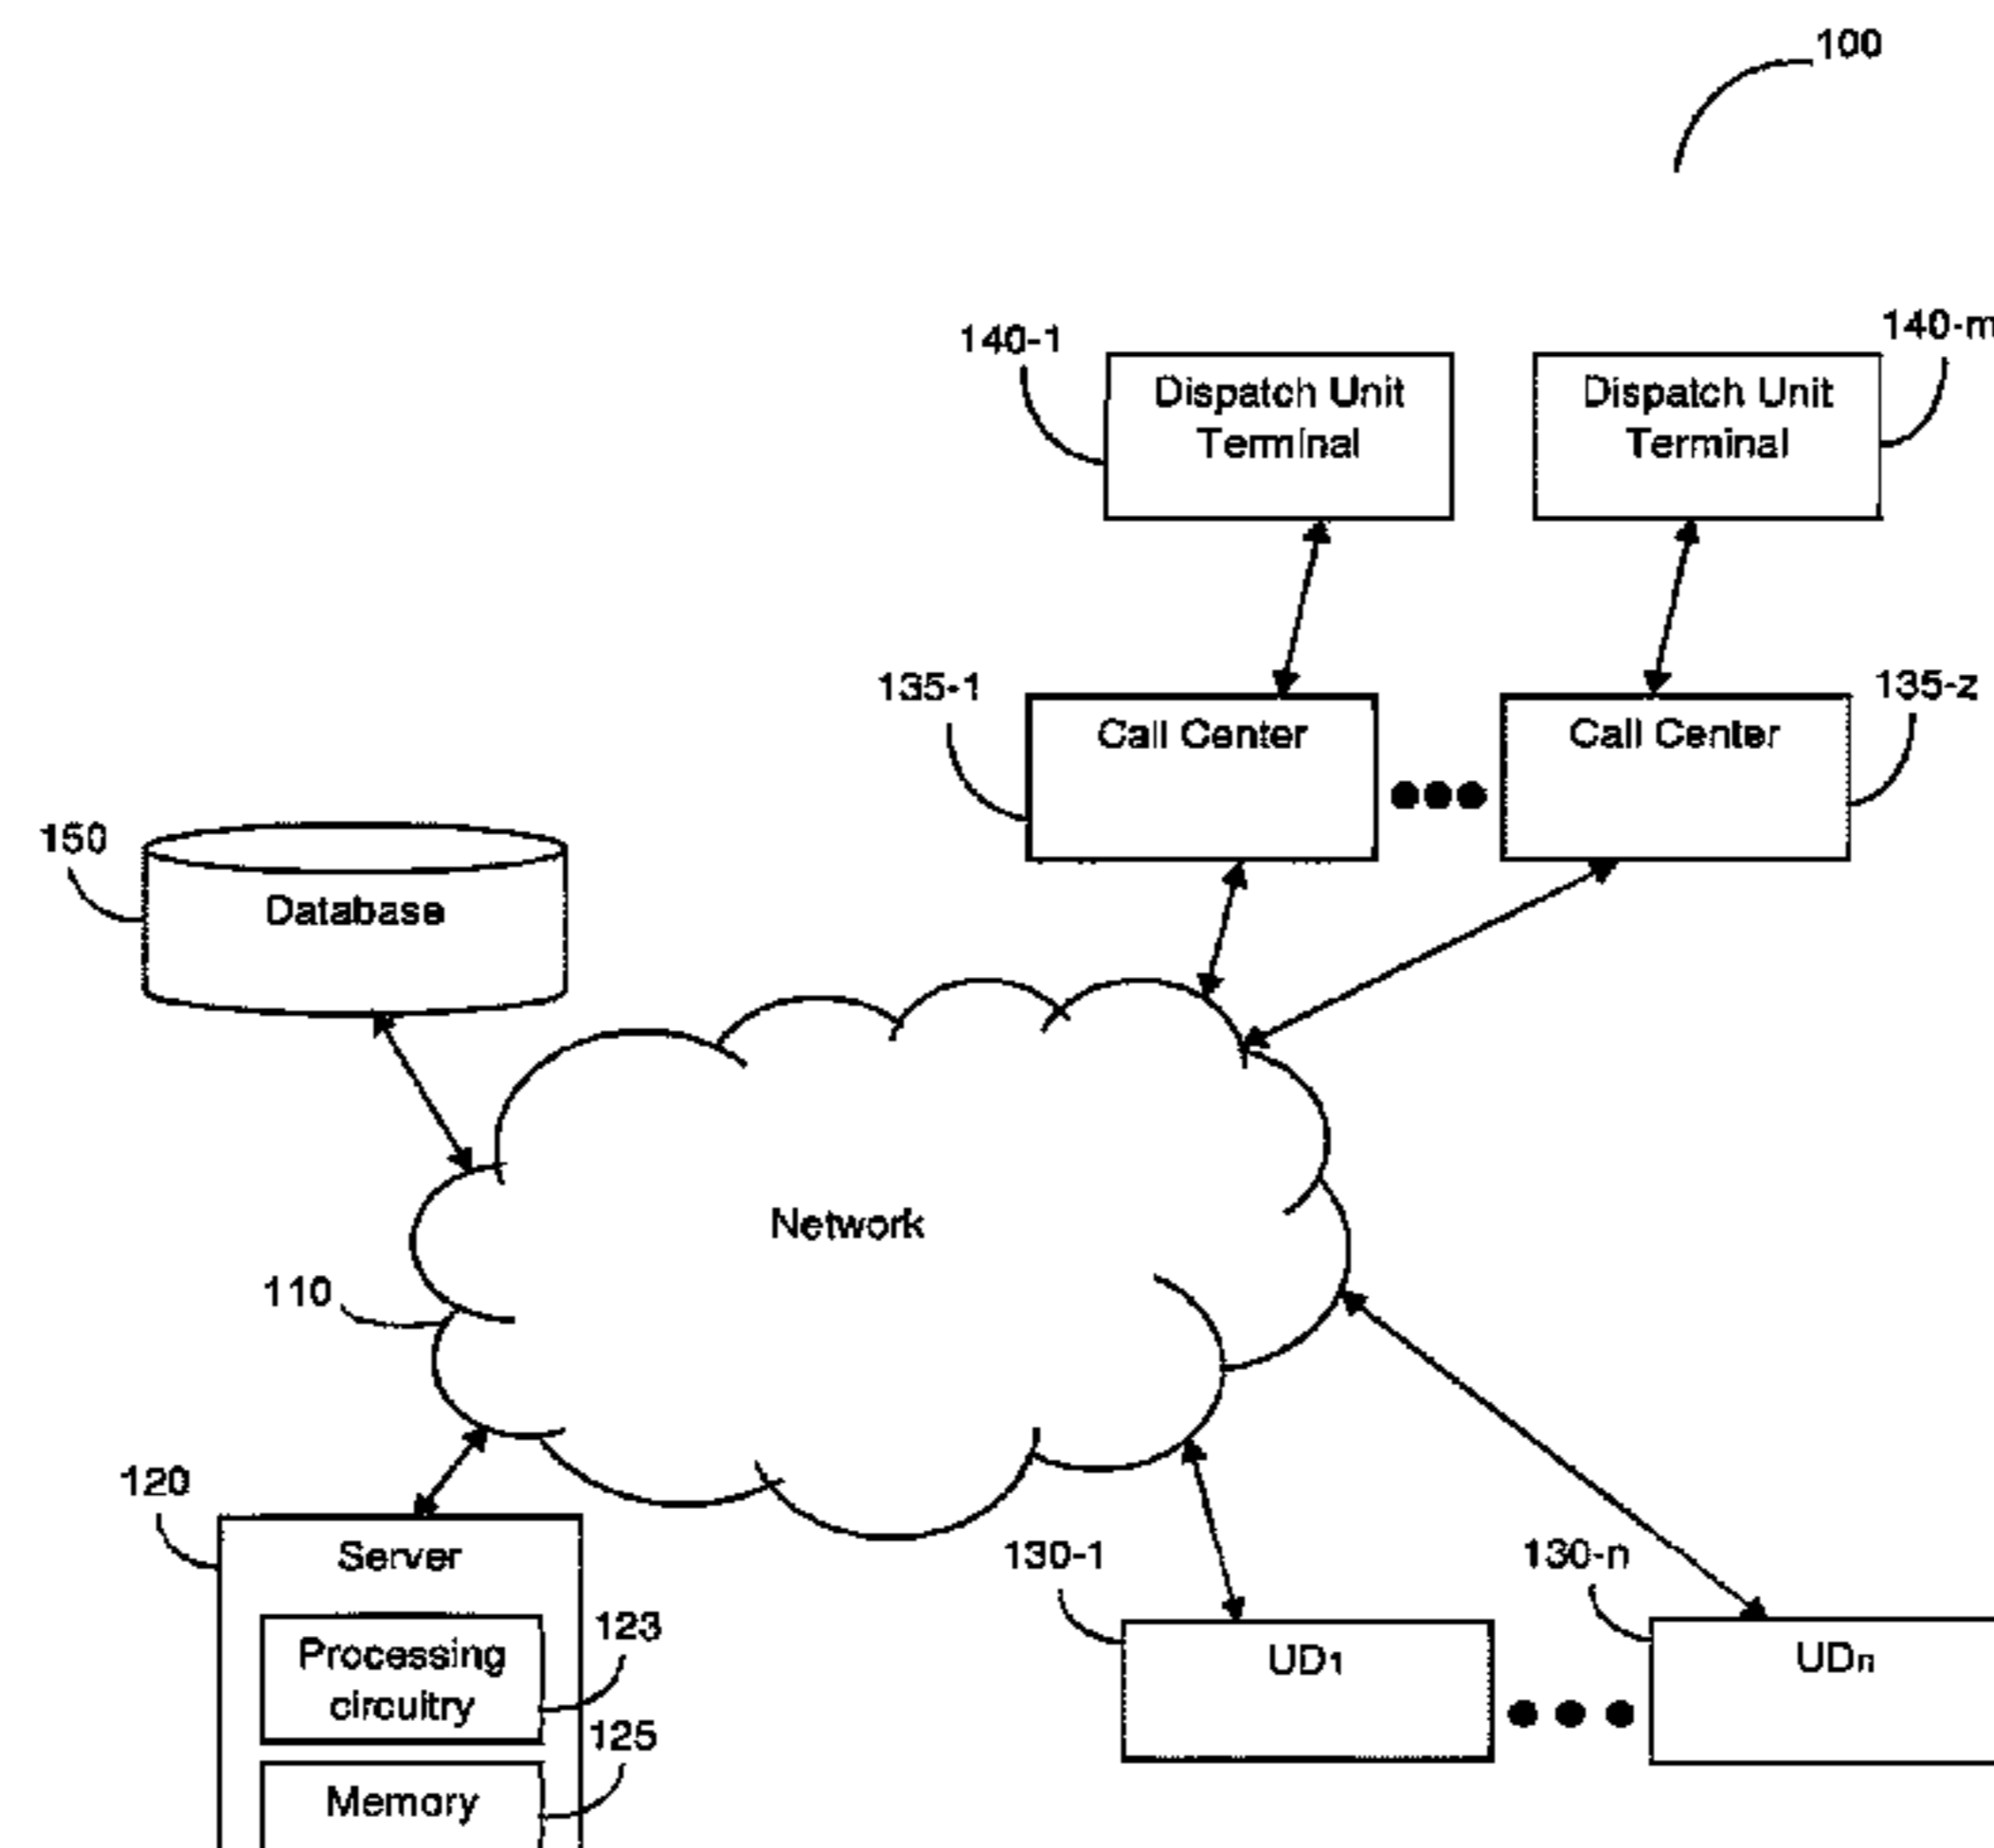 100
140-1
140-m
Dispatch Unit
Terminal
Dispatch Unit
Terminal
135-1
135-z
Call Center
Call Center
150
Database
Network
110
120
Server
130-1
130-n
Processing
circuitry
123
UD1
UDn
125
Memory